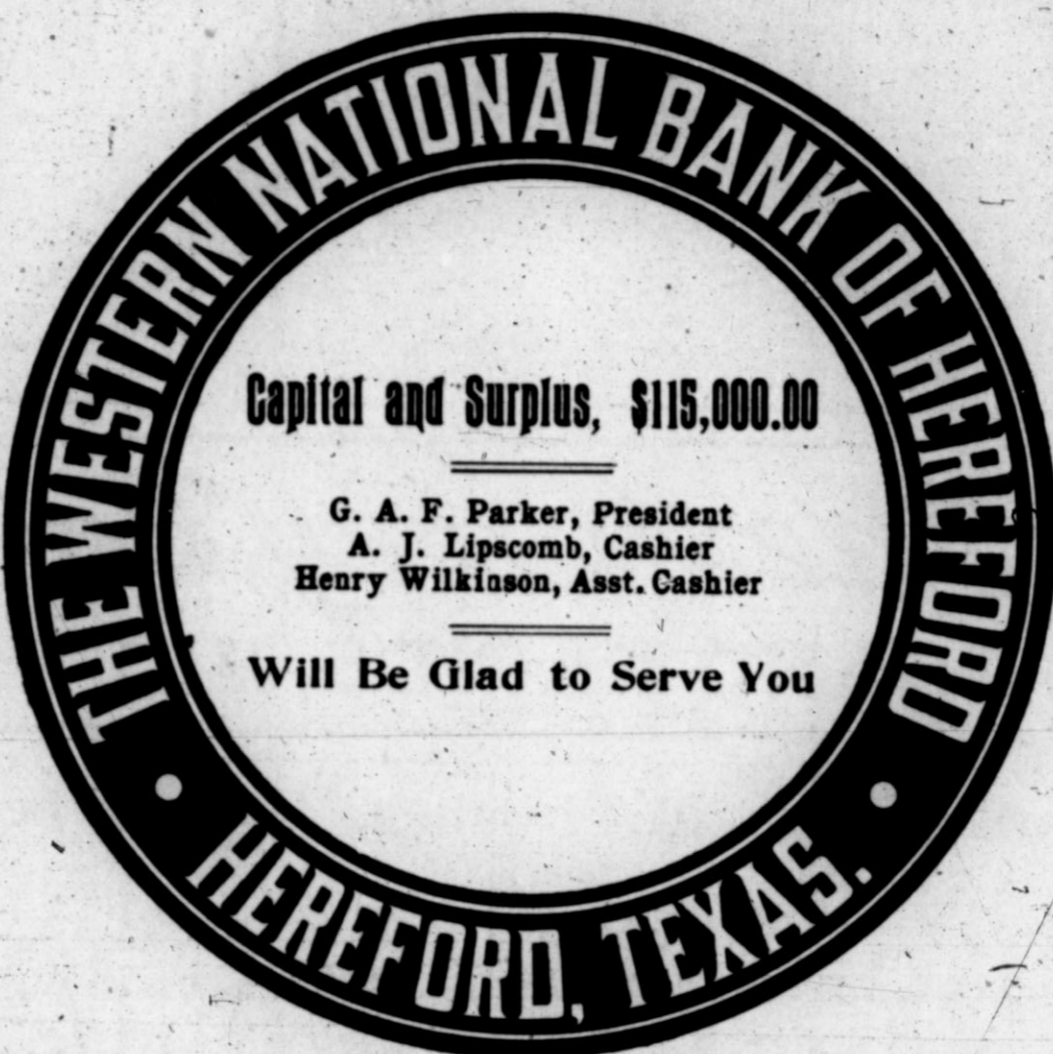 THE WESTERN NATIONAL BANK OF HEREFORD
Capital and Surplus, $115,000.00
G. A. F. Parker, President
A. J. Lipscomb, Cashier
Henry Wilkinson, Asst. Cashier
Will Be Glad to Serve You
HEREFORD, TEXAS.